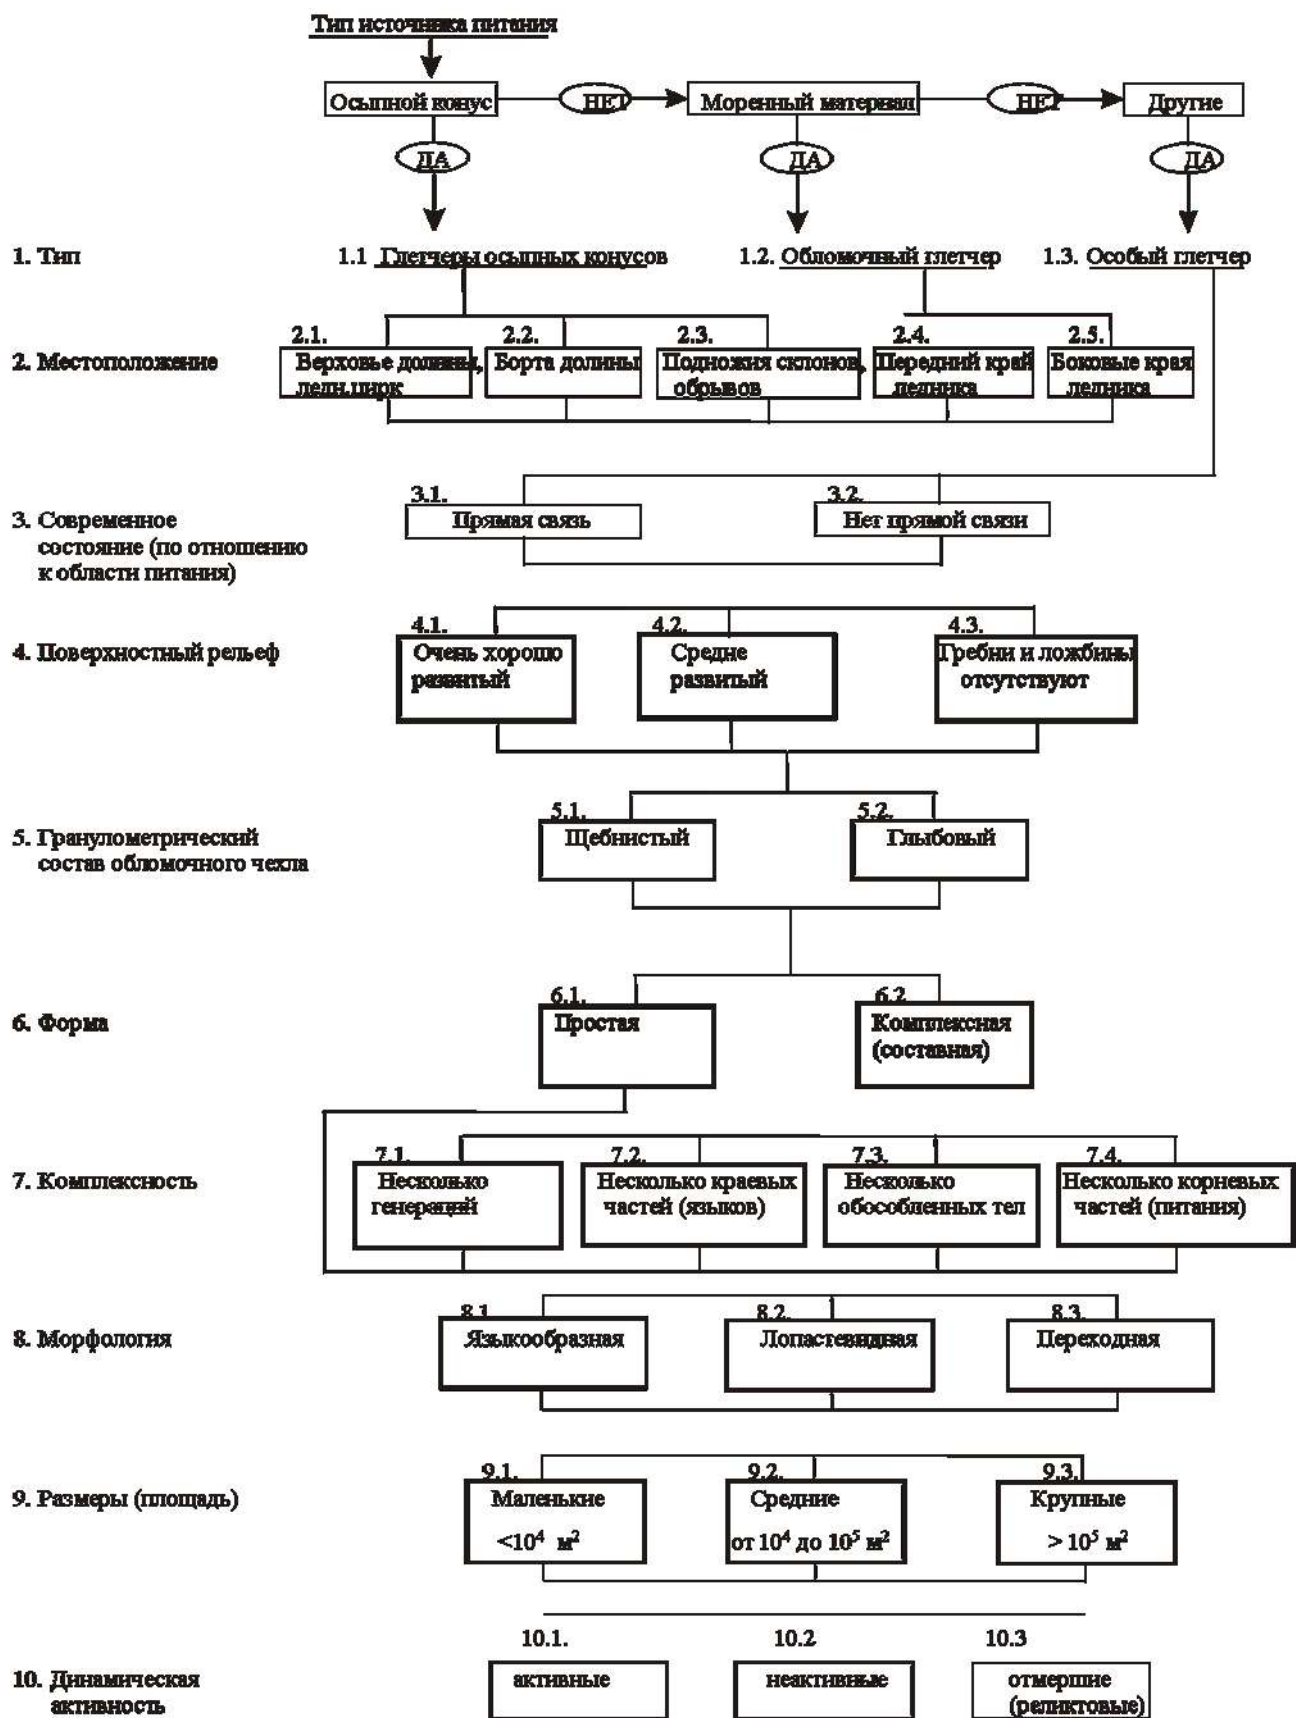 Тип источника питания
Осыпной конус НЕТ Моренный материал НЕТ Другие
ДА ДА ДА
1. Тип 1.1 Глетчеры осыпных конусов 1.2. Обломочный глетчер 1.3. Особый глетчер
2.1. 2.2. 2.3. 2.4. 2.5.
2. Местоположение Верховье долины, Борта долины Подножия склонов, Передний край Боковые края
ледн.цирк обрывов ледника ледника
3.1. 3.2.
3. Современное Прямая связь Нет прямой связи
состояние (по отношению
к области питания)
4.1. 4.2. 4.3.
4. Поверхностный рельеф Очень хорошо Средне Гребни и ложбины
развитый развитый отсутствуют
5.1. 5.2.
5. Гранулометрический Щебнистый Глыбовый
состав обломочного чехла
6.1. 6.2
6. Форма Простая Комплексная
(составная)
7.1. 7.2. 7.3. 7.4.
7. Комплексность Несколько Несколько краевых Несколько Несколько корневых
генераций частей (языков) обособленных тел частей (питания)
8.1 8.2. 8.3.
8. Морфология Языкообразная Лопастевидная Переходная
9.1. 9.2. 9.3.
9. Размеры (площадь) Маленькие Средние Крупные
<10⁴ м² от 10⁴ до 10⁵ м² > 10⁵ м²
10.1. 10.2 10.3
10. Динамическая активные неактивные отмершие
активность (реликтовые)